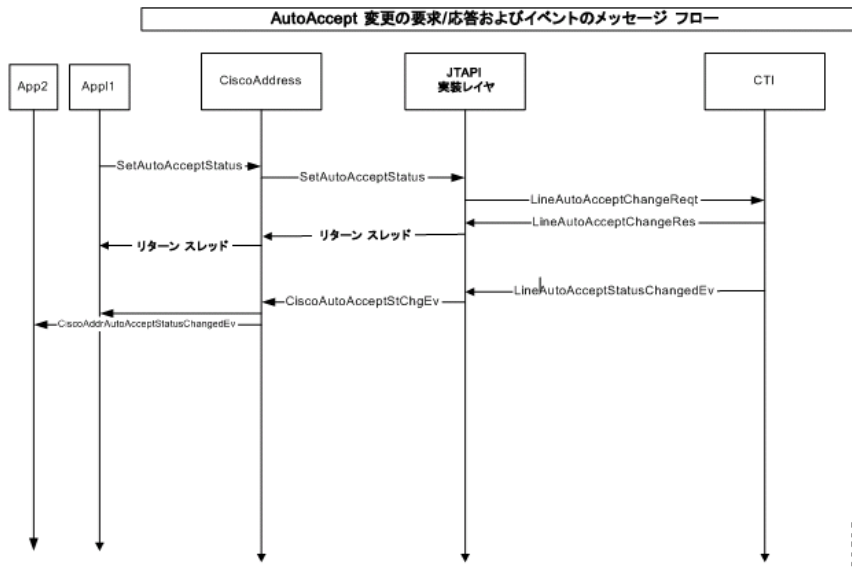 AutoAccept 変更の要求/応答およびイベントのメッセージ フロー
App2
Appl1
CiscoAddress
JTAPI
実装レイヤ
CTI
SetAutoAcceptStatus
SetAutoAcceptStatus
LineAutoAcceptChangeReqt
LineAutoAcceptChangeRes
リターン スレッド
リターン スレッド
LineAutoAcceptStatusChangedEv
CiscoAutoAcceptStChgEv
CiscoAddrAutoAcceptStatusChangedEv